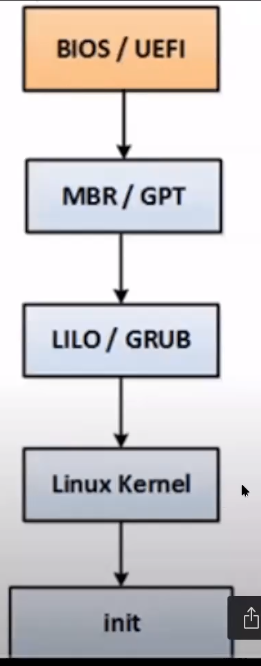 BIOS / UEFI
MBR / GPT
LILO / GRUB
Linux Kernel
init